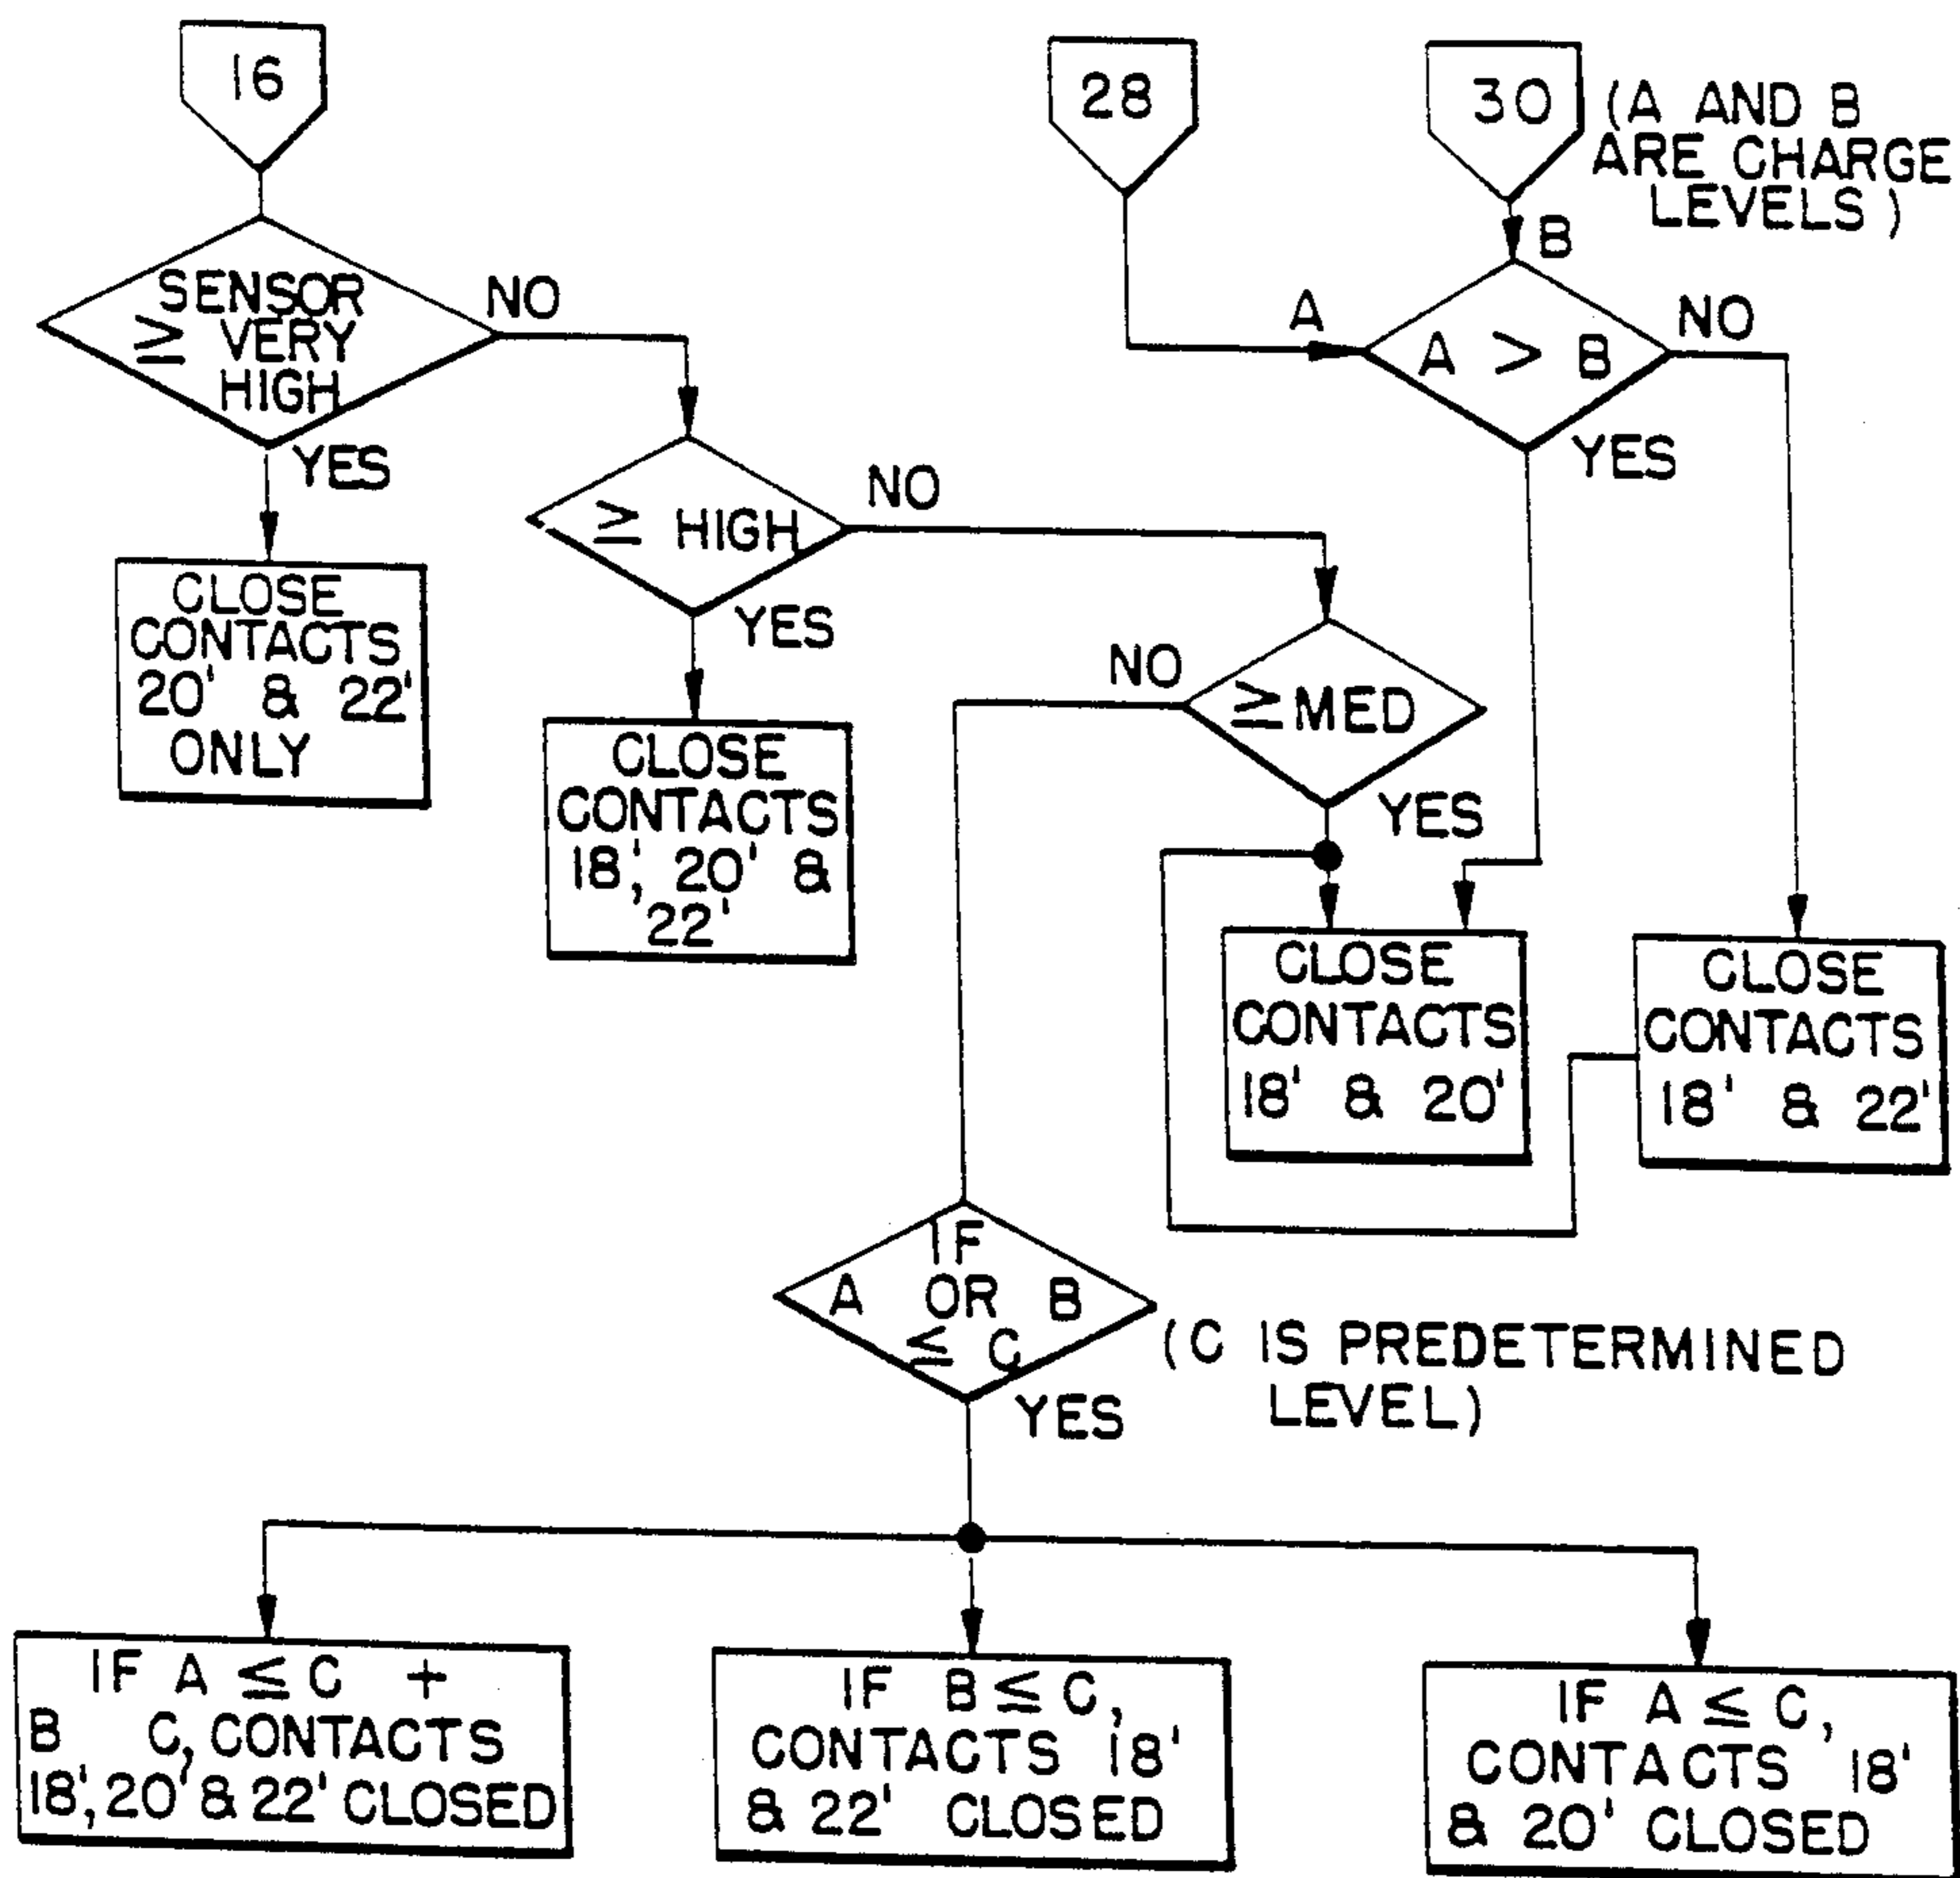 16
28
30
(A AND B
ARE CHARGE
LEVELS)
SENSOR
≧ VERY
HIGH
NO
YES
A
B
A > B
NO
YES
≧ HIGH
NO
YES
CLOSE
CONTACTS
20' & 22'
ONLY
CLOSE
CONTACTS
18', 20' &
22'
NO
≧ MED
YES
CLOSE
CONTACTS
18' & 20'
CLOSE
CONTACTS
18' & 22'
IF
A OR B
≦ C
(C IS PREDETERMINED
LEVEL)
YES
IF A ≦ C +
B C, CONTACTS
18', 20' & 22' CLOSED
IF B ≦ C,
CONTACTS 18'
& 22' CLOSED
IF A ≦ C,
CONTACTS 18'
& 20' CLOSED